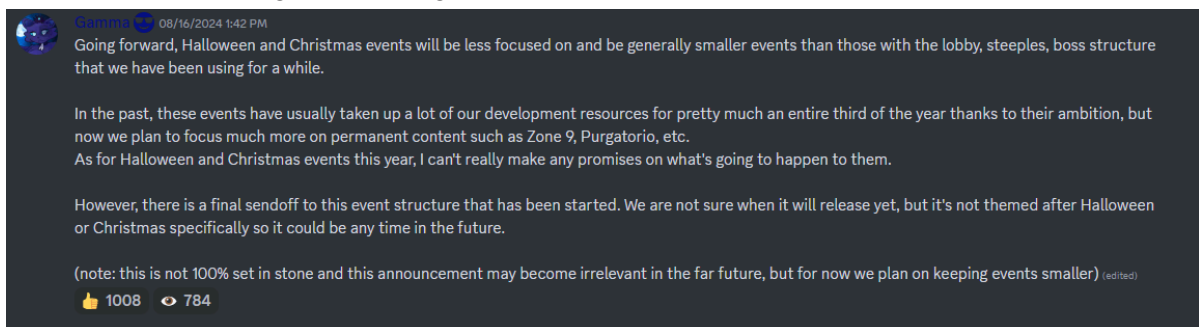 Gamma 08/16/2024 1:42 PM
Going forward, Halloween and Christmas events will be less focused on and be generally smaller events than those with the lobby, steeples, boss structure
that we have been using for a while.
In the past, these events have usually taken up a lot of our development resources for pretty much an entire third of the year thanks to their ambition, but
now we plan to focus much more on permanent content such as Zone 9, Purgatorio, etc.
As for Halloween and Christmas events this year, I can't really make any promises on what's going to happen to them.
However, there is a final sendoff to this event structure that has been started. We are not sure when it will release yet, but it's not themed after Halloween
or Christmas specifically so it could be any time in the future.
(note: this is not 100% set in stone and this announcement may become irrelevant in the far future, but for now we plan on keeping events smaller) (edited)
1008 784